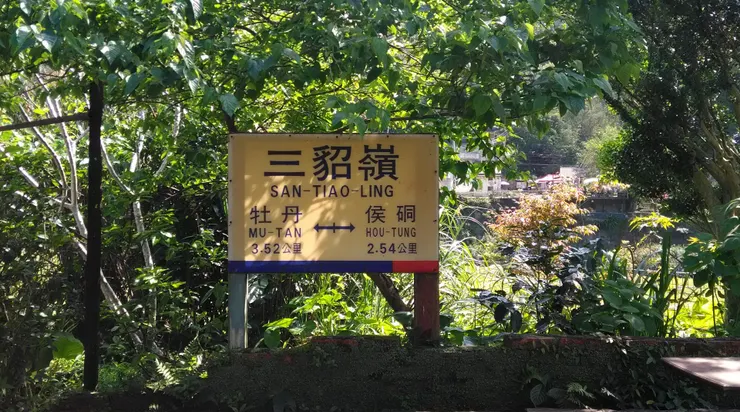 三貂嶺
SAN-TIAO-LING
牡丹 ⟷ 侯硐
MU-TAN HOU-TUNG
3.52公里 2.54公里